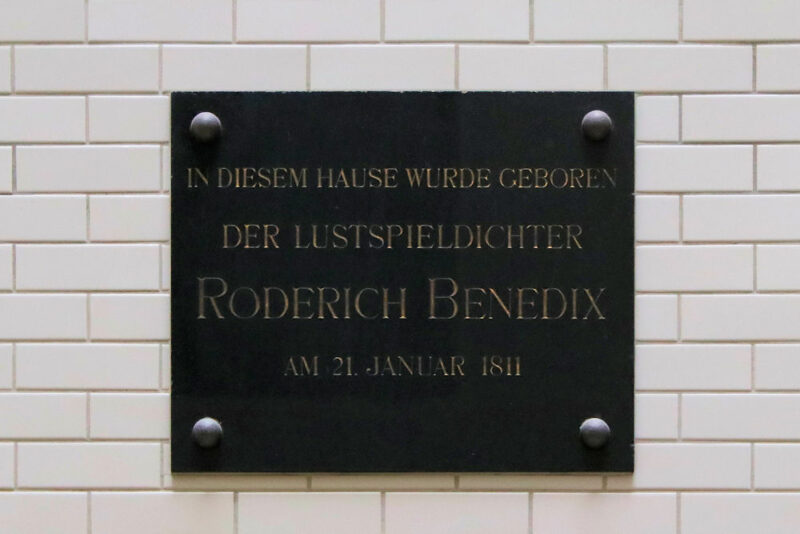 IN DIESEM HAUSE WURDE GEBOREN
DER LUSTSPIELDICHTER
RODERICH BENEDIX
AM 21. JANUAR 1811